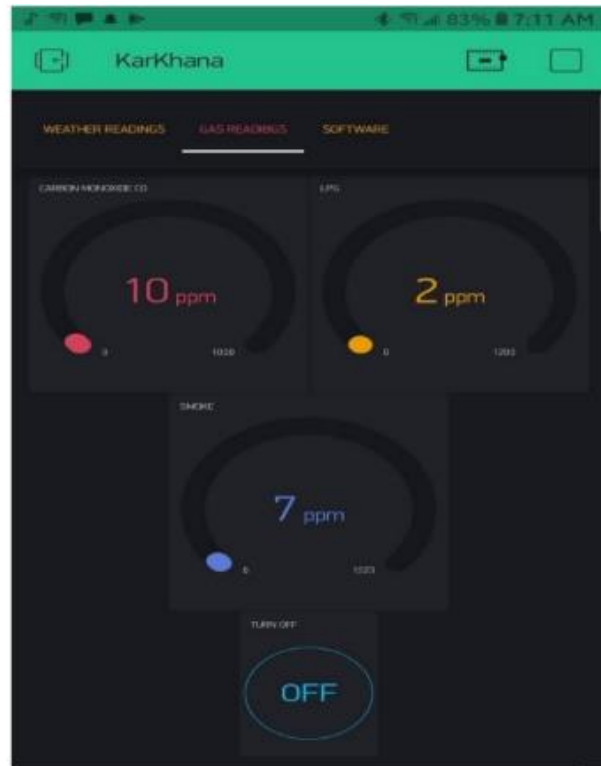 83% 7:11 AM
KarKhana
WEATHER READINGS GAS READINGS SOFTWARE
CARBON MONOXIDE CO LPG
10 ppm 2 ppm
0 0 1200
SMOKE
7 ppm
0
TURN OFF
OFF